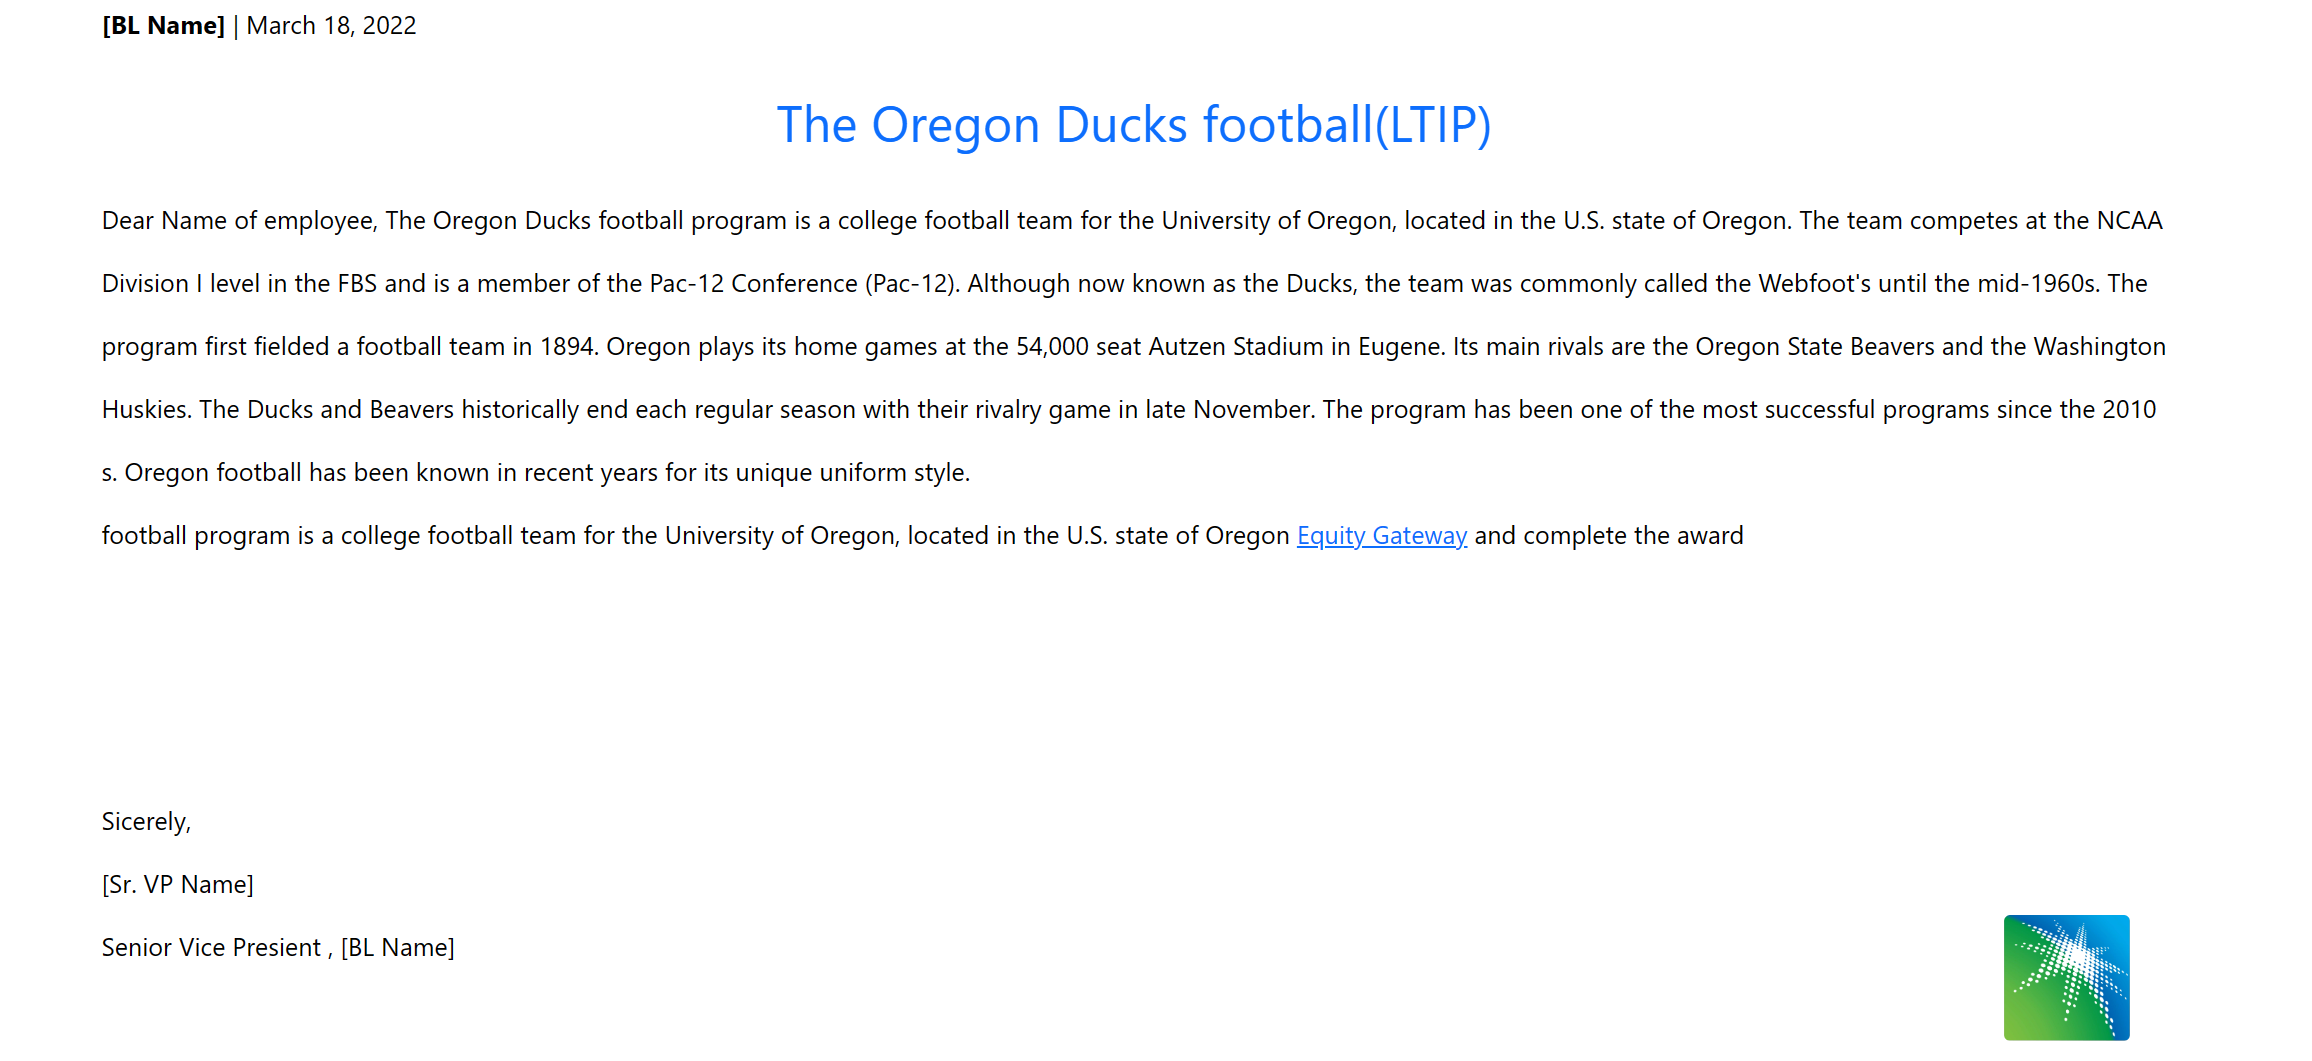 [BL Name] | March 18, 2022
The Oregon Ducks football(LTIP)
Dear Name of employee, The Oregon Ducks football program is a college football team for the University of Oregon, located in the U.S. state of Oregon. The team competes at the NCAA
Division I level in the FBS and is a member of the Pac-12 Conference (Pac-12). Although now known as the Ducks, the team was commonly called the Webfoot's until the mid-1960s. The
program first fielded a football team in 1894. Oregon plays its home games at the 54,000 seat Autzen Stadium in Eugene. Its main rivals are the Oregon State Beavers and the Washington
Huskies. The Ducks and Beavers historically end each regular season with their rivalry game in late November. The program has been one of the most successful programs since the 2010
s. Oregon football has been known in recent years for its unique uniform style.
football program is a college football team for the University of Oregon, located in the U.S. state of Oregon Equity Gateway and complete the award
Sicerely,
[Sr. VP Name]
Senior Vice Presient , [BL Name]